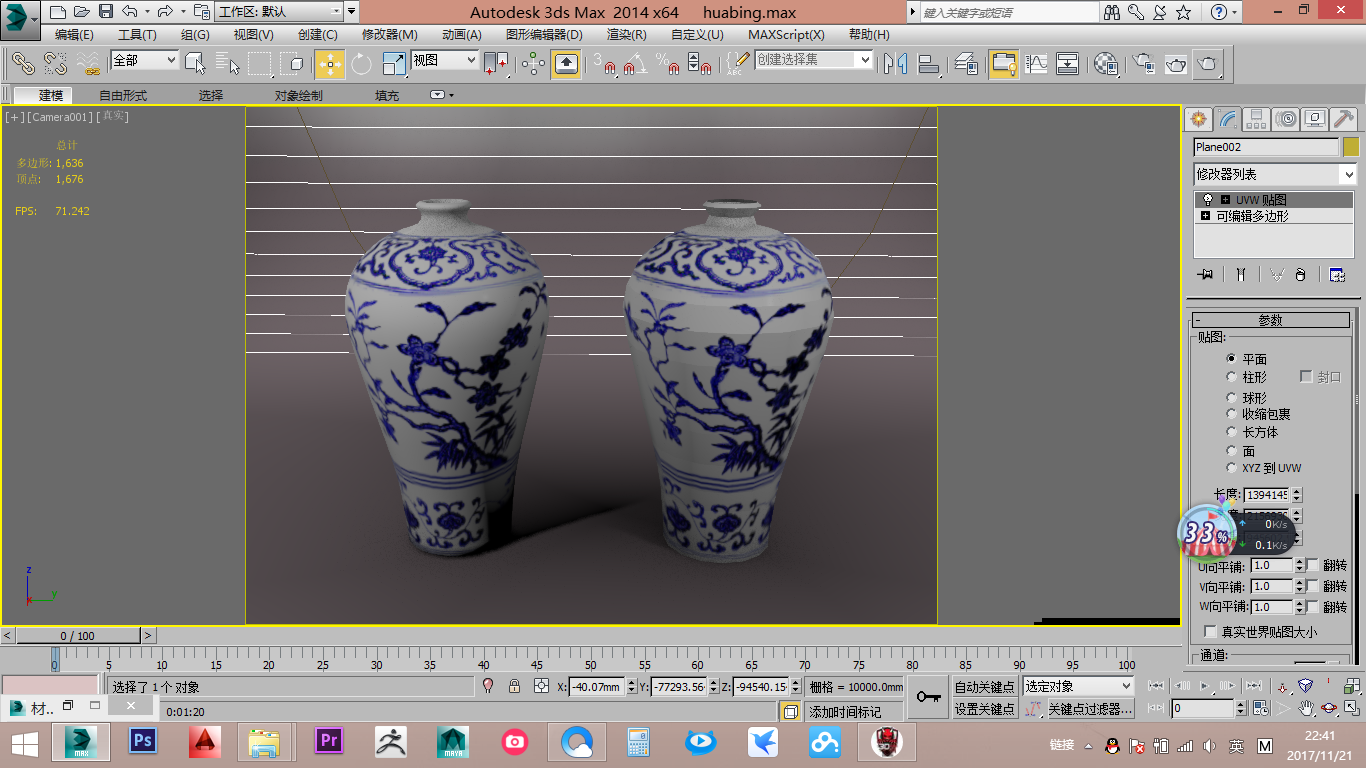 工作区: 默认
Autodesk 3ds Max 2014 x64 huabing.max
键入关键字或短语
MAX
编辑(E) 工具(T) 组(G) 视图(V) 创建(C) 修改器(M) 动画(A) 图形编辑器(D) 渲染(R) 自定义(U) MAXScript(X) 帮助(H)
全部 视图 3 创建选择集
建模 自由形式 选择 对象绘制 填充
[+][Camera001][真实]
总计
多边形: 1,636
顶点: 1,676
FPS: 71.242
z
x y
Plane002
修改器列表
UVW 贴图
可编辑多边形
参数
贴图:
平面
柱形 封口
球形
收缩包裹
长方体
面
XYZ 到 UVW
长度: 1394145
33% 0K/s
0.1K/s
U向平铺: 1.0 翻转
V向平铺: 1.0 翻转
W向平铺: 1.0 翻转
真实世界贴图大小
通道:
< 0 / 100 >
0 5 10 15 20 25 30 35 40 45 50 55 60 65 70 75 80 85 90 95 100
选择了 1 个 对象 X: -40.07mm Y: -77293.56 Z: -94540.15 栅格 = 10000.0mm 自动关键点 选定对象
材... 0:01:20 添加时间标记 设置关键点 关键点过滤器... 0
MAX Ps Pr MAYA
链接 英 M
22:41
2017/11/21